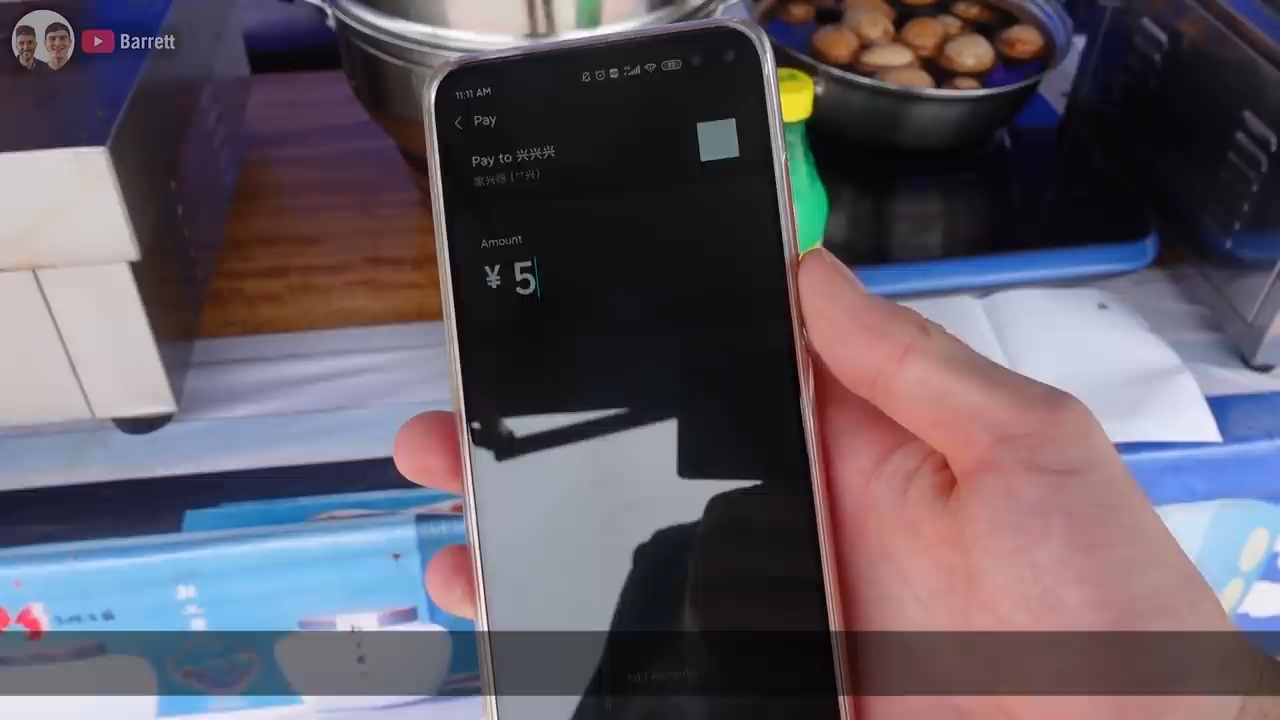 Barrett
11:11 AM
Pay
Pay to 兴兴兴
Amount
¥ 5